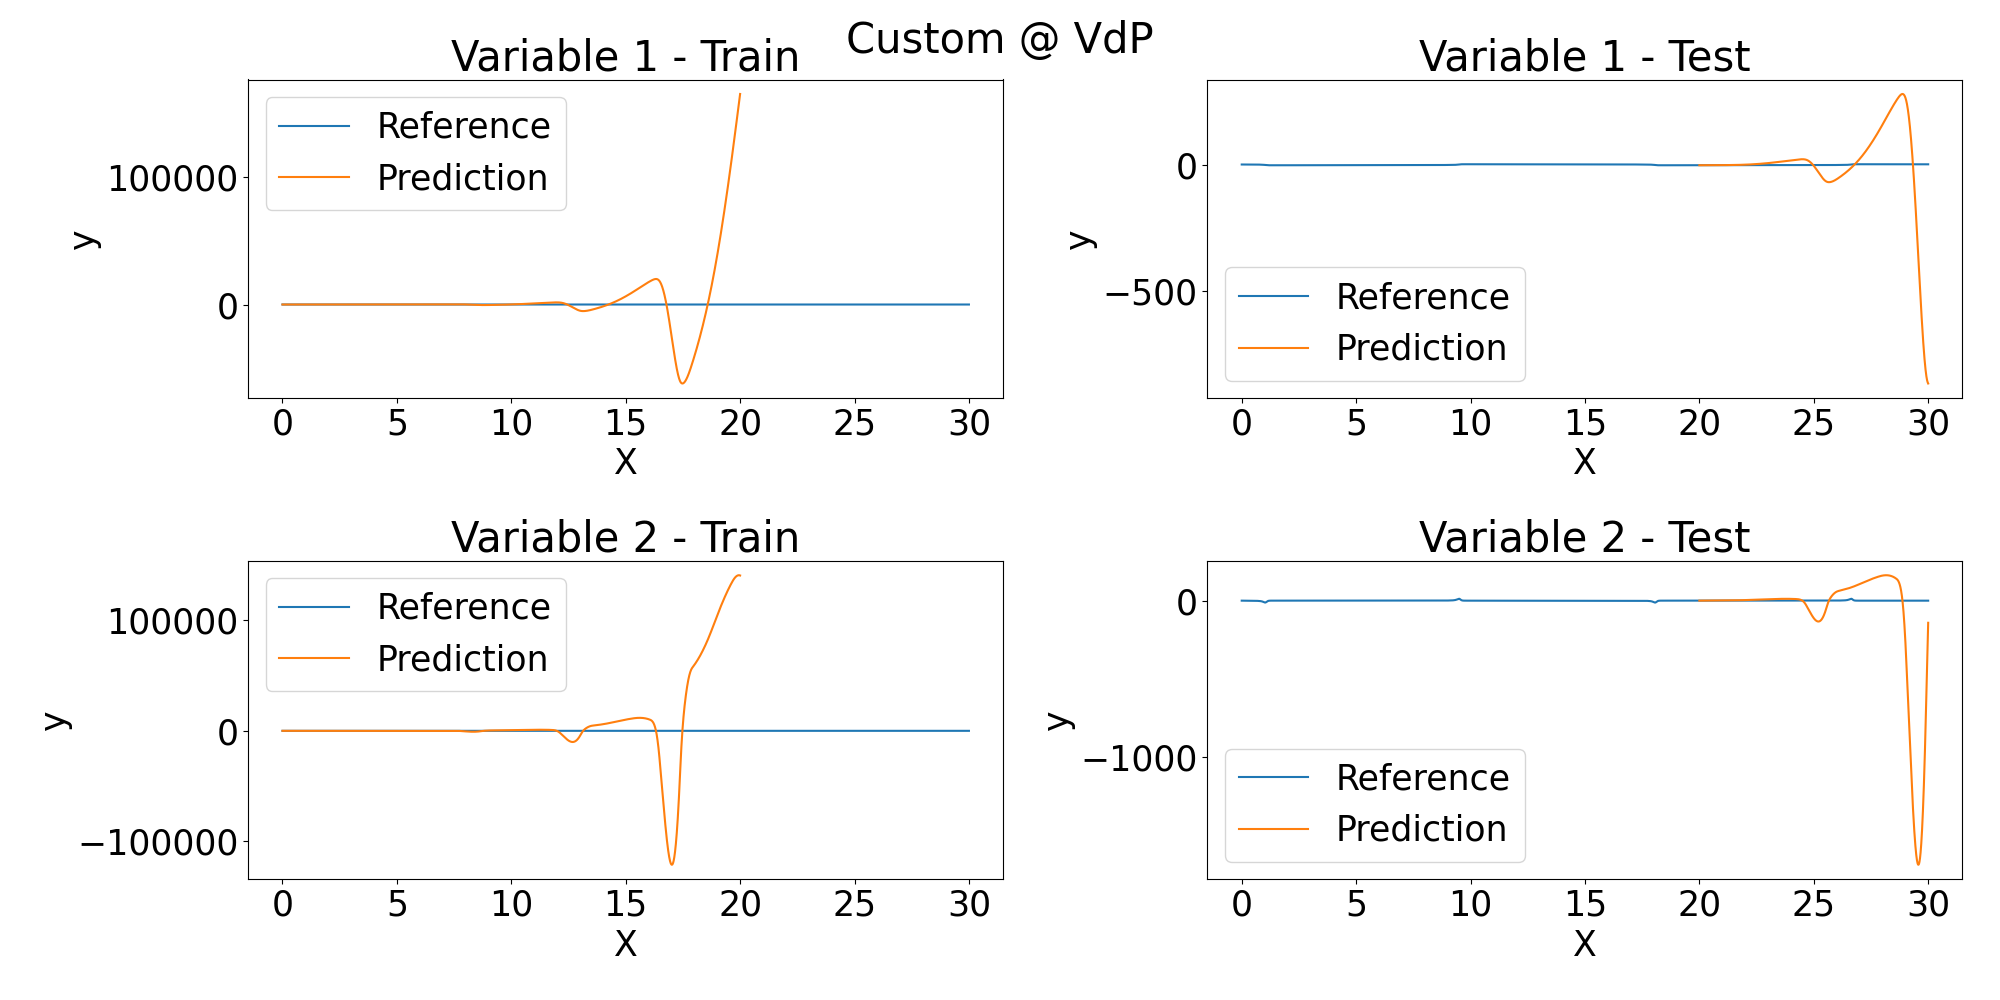 Custom @ VdP
Variable 1 - Train
Reference
Prediction
100000
0
y
0 5 10 15 20 25 30
X
Variable 1 - Test
0
−500
y
Reference
Prediction
0 5 10 15 20 25 30
X
Variable 2 - Train
Reference
Prediction
100000
0
−100000
y
0 5 10 15 20 25 30
X
Variable 2 - Test
0
−1000
y
Reference
Prediction
0 5 10 15 20 25 30
X